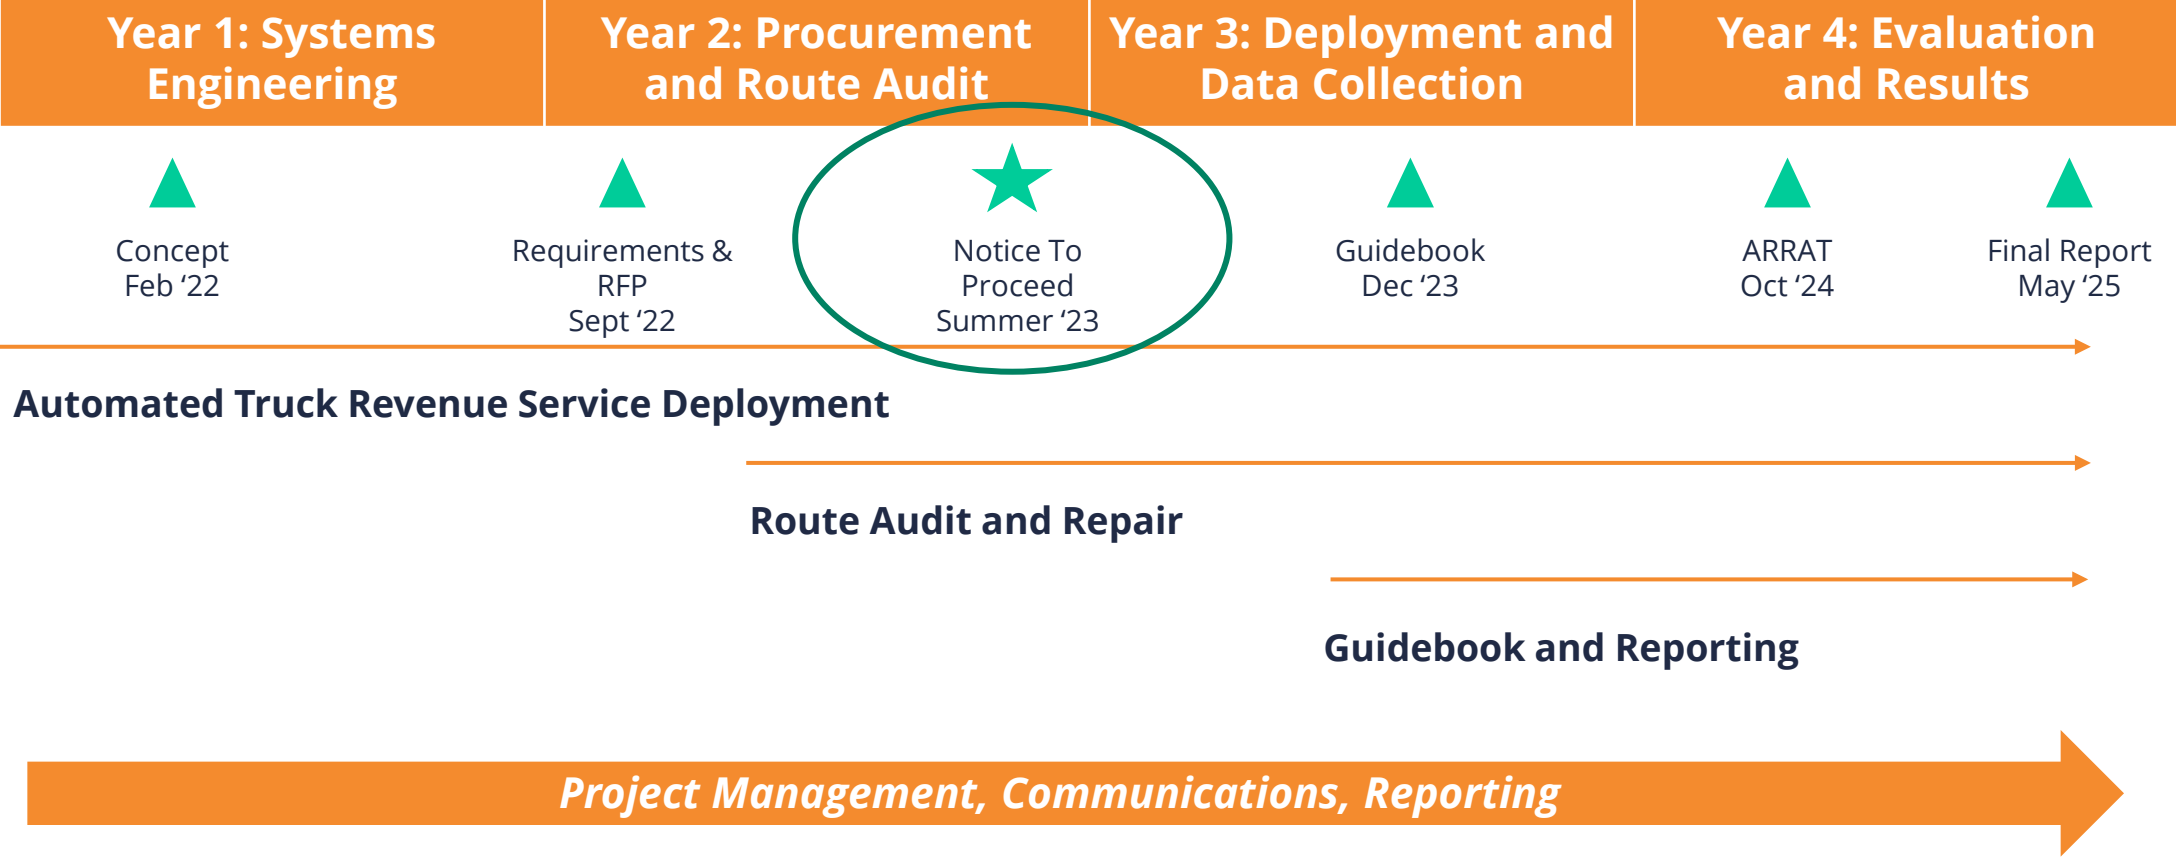 Year 1: Systems
Engineering
Year 2: Procurement
and Route Audit
Year 3: Deployment and
Data Collection
Year 4: Evaluation
and Results
Concept
Feb ‘22
Requirements &
RFP
Sept ‘22
Notice To
Proceed
Summer ‘23
Guidebook
Dec ‘23
ARRAT
Oct ‘24
Final Report
May ‘25
Automated Truck Revenue Service Deployment
Route Audit and Repair
Guidebook and Reporting
Project Management, Communications, Reporting